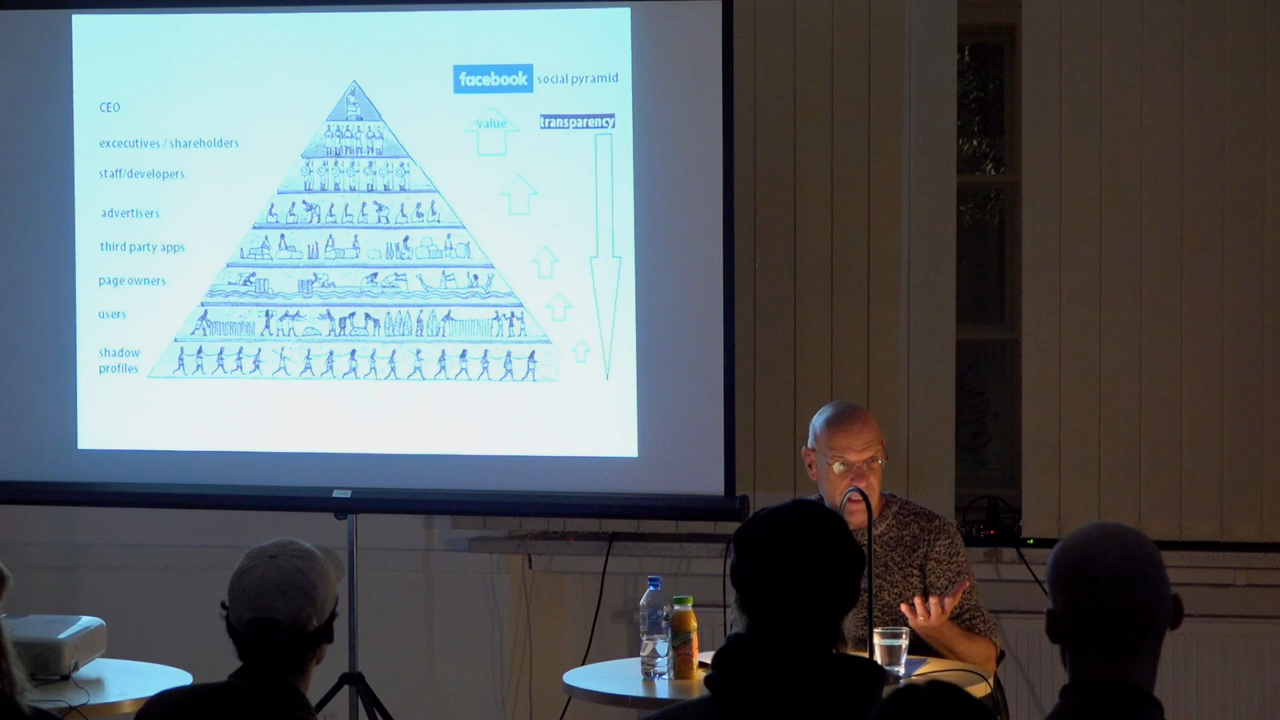 facebook social pyramid
CEO
value
transparency
excecutives / shareholders
staff/developers
advertisers
third party apps
page owners
users
shadow
profiles